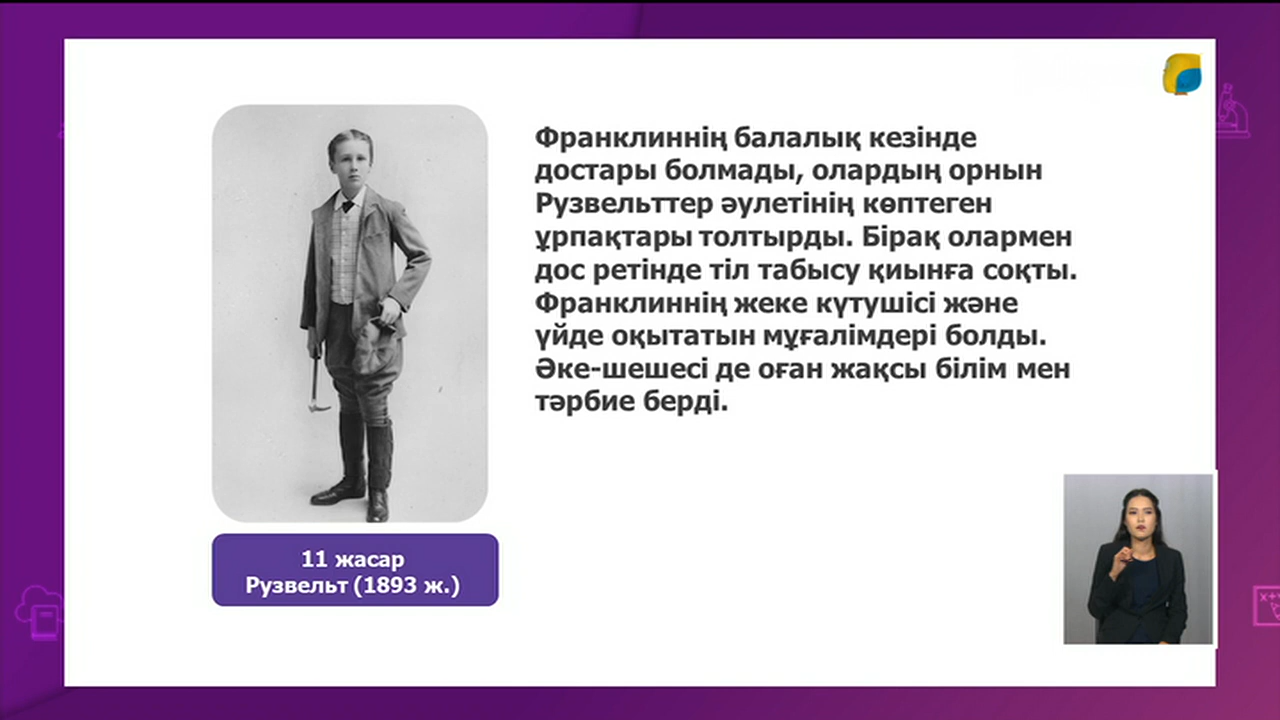 Франклиннің балалық кезінде
достары болмады, олардың орнын
Рузвельттер әулетінің көптеген
ұрпақтары толтырды. Бірақ олармен
дос ретінде тіл табысу қиынға соқты.
Франклиннің жеке күтушісі және
үйде оқытатын мұғалімдері болды.
Әке-шешесі де оған жақсы білім мен
тәрбие берді.
11 жасар
Рузвельт (1893 ж.)